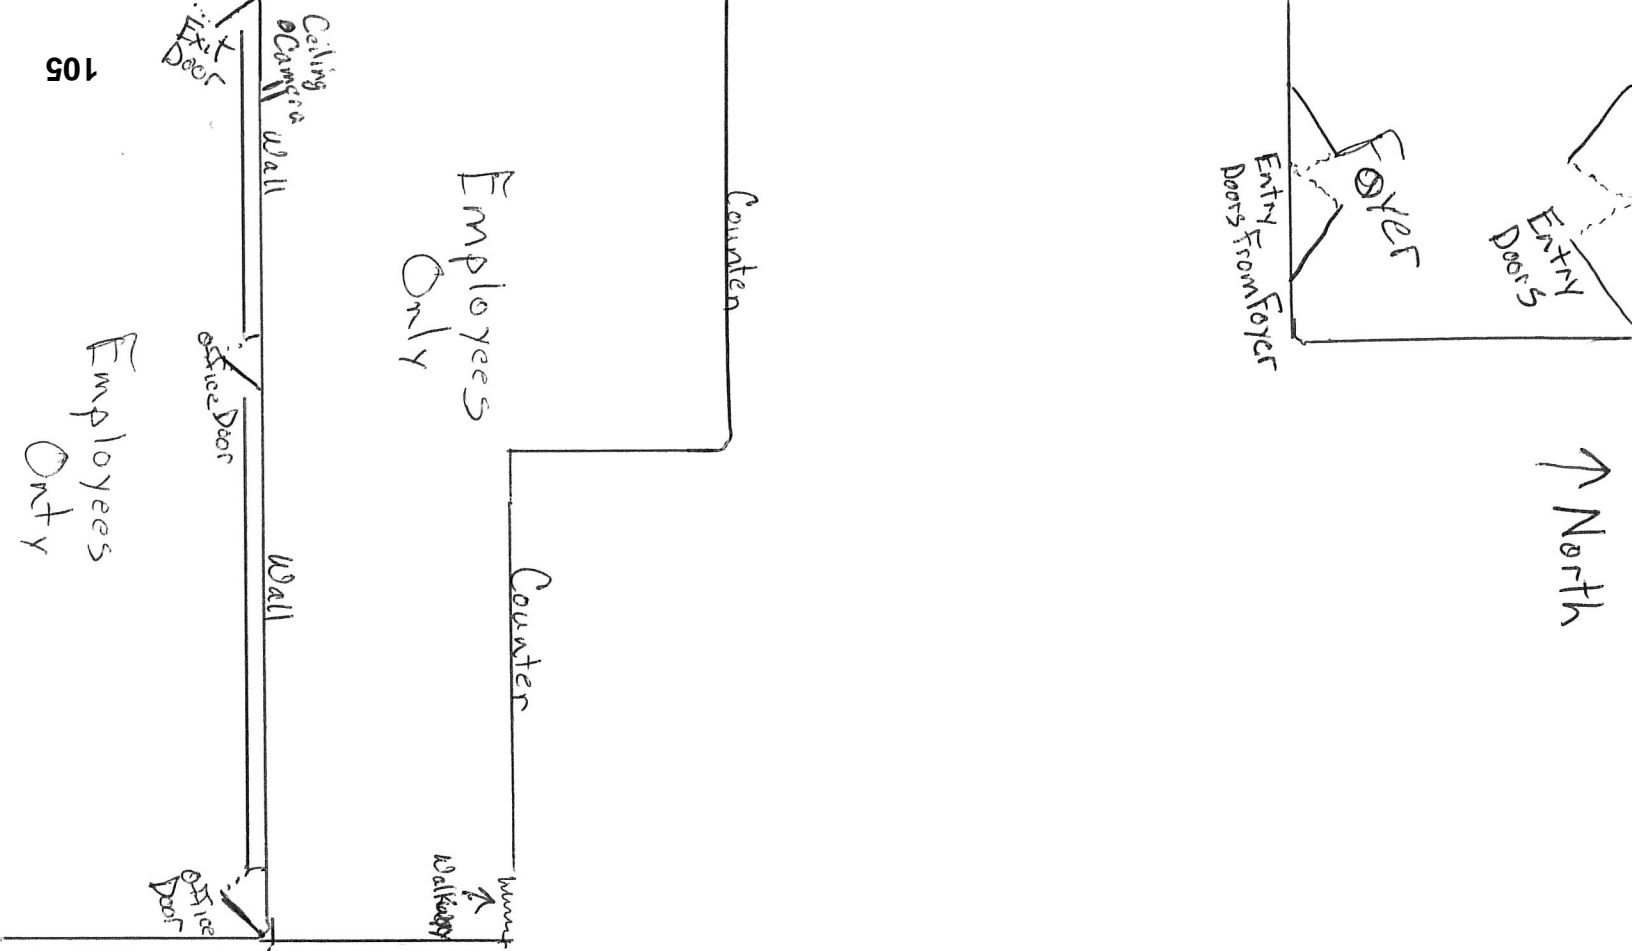 Entry
Doors
↑ North
Foyer
Entry
Doors From Foyer
Counter
Counter
Employees
Only
Walkway
Ceiling
Camera
Wall
Wall
Exit
Door
Office Door
Office
Door
Employees
Only
105